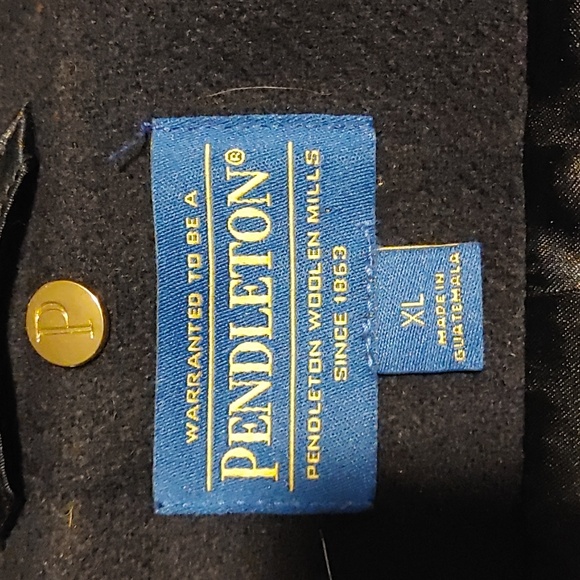 WARRANTED TO BE A
PENDLETON®
PENDLETON WOOLEN MILLS
SINCE 1863
XL
MADE IN
GUATEMALA
P